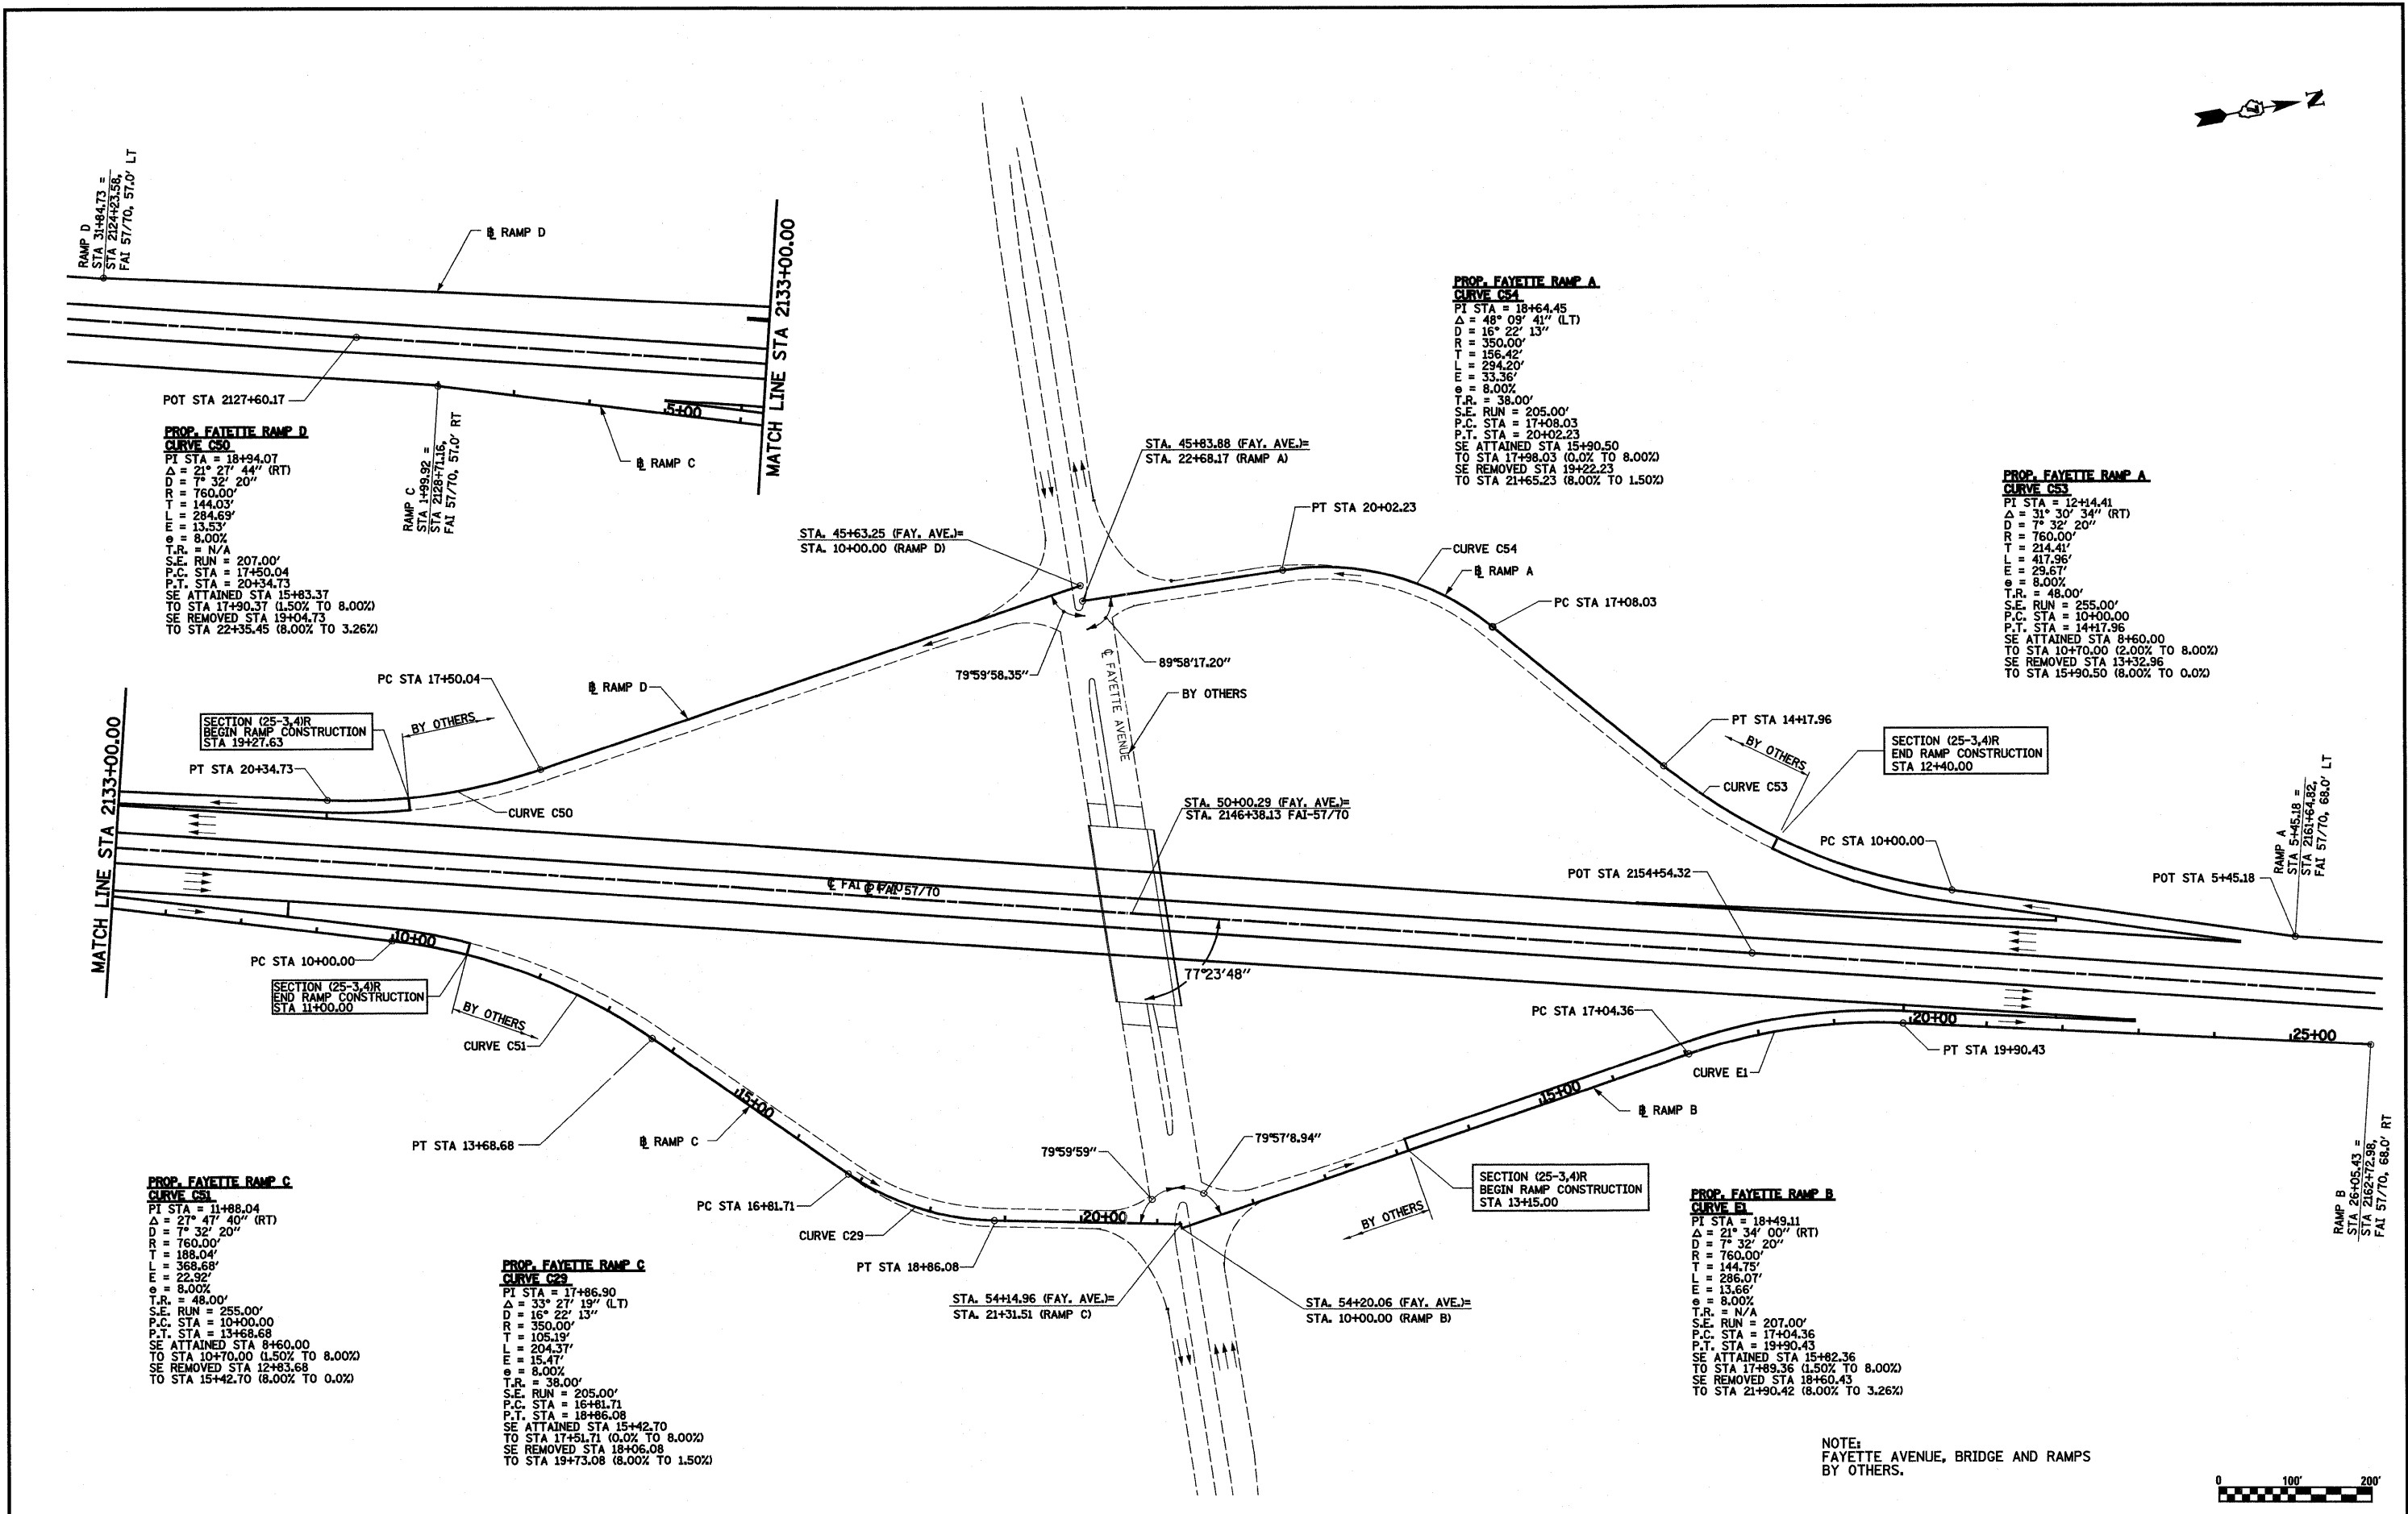 N
RAMP D
STA 31+84.73 =
STA 2124+23.58,
FAI 57/70, 57.0' LT
℄ RAMP D
MATCH LINE STA 2133+00.00
POT STA 2127+60.17
5+00
RAMP C
STA 1+99.92 =
STA 2128+71.16,
FAI 57/70, 57.0' RT
℄ RAMP C
PROP. FATETTE RAMP D
CURVE C50
PI STA = 18+94.07
Δ = 21° 27' 44" (RT)
D = 7° 32' 20"
R = 760.00'
T = 144.03'
L = 284.69'
E = 13.53'
e = 8.00%
T.R. = N/A
S.E. RUN = 207.00'
P.C. STA = 17+50.04
P.T. STA = 20+34.73
SE ATTAINED STA 15+83.37
TO STA 17+90.37 (1.50% TO 8.00%)
SE REMOVED STA 19+04.73
TO STA 22+35.45 (8.00% TO 3.26%)
PROP. FAYETTE RAMP A
CURVE C54
PI STA = 18+64.45
Δ = 48° 09' 41" (LT)
D = 16° 22' 13"
R = 350.00'
T = 156.42'
L = 294.20'
E = 33.36'
e = 8.00%
T.R. = 38.00'
S.E. RUN = 205.00'
P.C. STA = 17+08.03
P.T. STA = 20+02.23
SE ATTAINED STA 15+90.50
TO STA 17+98.03 (0.0% TO 8.00%)
SE REMOVED STA 19+22.23
TO STA 21+65.23 (8.00% TO 1.50%)
PROP. FAYETTE RAMP A
CURVE C53
PI STA = 12+14.41
Δ = 31° 30' 34" (RT)
D = 7° 32' 20"
R = 760.00'
T = 214.41'
L = 417.96'
E = 29.67'
e = 8.00%
T.R. = 48.00'
S.E. RUN = 255.00'
P.C. STA = 10+00.00
P.T. STA = 14+17.96
SE ATTAINED STA 8+60.00
TO STA 10+70.00 (2.00% TO 8.00%)
SE REMOVED STA 13+32.96
TO STA 15+90.50 (8.00% TO 0.0%)
STA. 45+83.88 (FAY. AVE.)=
STA. 22+68.17 (RAMP A)
STA. 45+63.25 (FAY. AVE.)=
STA. 10+00.00 (RAMP D)
PT STA 20+02.23
CURVE C54
℄ RAMP A
PC STA 17+08.03
79°59'58.35"
89°58'17.20"
℄ FAYETTE AVENUE
BY OTHERS
PC STA 17+50.04
℄ RAMP D
SECTION (25-3,4)R
BEGIN RAMP CONSTRUCTION
STA 19+27.63
BY OTHERS
PT STA 20+34.73
CURVE C50
MATCH LINE STA 2133+00.00
PT STA 14+17.96
BY OTHERS
SECTION (25-3,4)R
END RAMP CONSTRUCTION
STA 12+40.00
CURVE C53
PC STA 10+00.00
STA. 50+00.29 (FAY. AVE.)=
STA. 2146+38.13 FAI-57/70
POT STA 2154+54.32
POT STA 5+45.18
RAMP A
STA 5+45.18 =
STA 2161+64.82,
FAI 57/70, 68.0' LT
℄ FAI 57/70
77°23'48"
10+00
PC STA 10+00.00
SECTION (25-3,4)R
END RAMP CONSTRUCTION
STA 11+00.00
BY OTHERS
CURVE C51
PT STA 13+68.68
15+00
℄ RAMP C
PC STA 16+81.71
CURVE C29
PT STA 18+86.08
20+00
79°59'59"
79°57'8.94"
PC STA 17+04.36
20+00
PT STA 19+90.43
25+00
CURVE E1
15+00
℄ RAMP B
SECTION (25-3,4)R
BEGIN RAMP CONSTRUCTION
STA 13+15.00
BY OTHERS
STA. 54+14.96 (FAY. AVE.)=
STA. 21+31.51 (RAMP C)
STA. 54+20.06 (FAY. AVE.)=
STA. 10+00.00 (RAMP B)
RAMP B
STA 26+05.43 =
STA 2162+72.98,
FAI 57/70, 68.0' RT
PROP. FAYETTE RAMP C
CURVE C51
PI STA = 11+88.04
Δ = 27° 47' 40" (RT)
D = 7° 32' 20"
R = 760.00'
T = 188.04'
L = 368.68'
E = 22.92'
e = 8.00%
T.R. = 48.00'
S.E. RUN = 255.00'
P.C. STA = 10+00.00
P.T. STA = 13+68.68
SE ATTAINED STA 8+60.00
TO STA 10+70.00 (1.50% TO 8.00%)
SE REMOVED STA 12+83.68
TO STA 15+42.70 (8.00% TO 0.0%)
PROP. FAYETTE RAMP C
CURVE C29
PI STA = 17+86.90
Δ = 33° 27' 19" (LT)
D = 16° 22' 13"
R = 350.00'
T = 105.19'
L = 204.37'
E = 15.47'
e = 8.00%
T.R. = 38.00'
S.E. RUN = 205.00'
P.C. STA = 16+81.71
P.T. STA = 18+86.08
SE ATTAINED STA 15+42.70
TO STA 17+51.71 (0.0% TO 8.00%)
SE REMOVED STA 18+06.08
TO STA 19+73.08 (8.00% TO 1.50%)
PROP. FAYETTE RAMP B
CURVE E1
PI STA = 18+49.11
Δ = 21° 34' 00" (RT)
D = 7° 32' 20"
R = 760.00'
T = 144.75'
L = 286.07'
E = 13.66'
e = 8.00%
T.R. = N/A
S.E. RUN = 207.00'
P.C. STA = 17+04.36
P.T. STA = 19+90.43
SE ATTAINED STA 15+82.36
TO STA 17+89.36 (1.50% TO 8.00%)
SE REMOVED STA 18+60.43
TO STA 21+90.42 (8.00% TO 3.26%)
NOTE:
FAYETTE AVENUE, BRIDGE AND RAMPS
BY OTHERS.
0 100' 200'